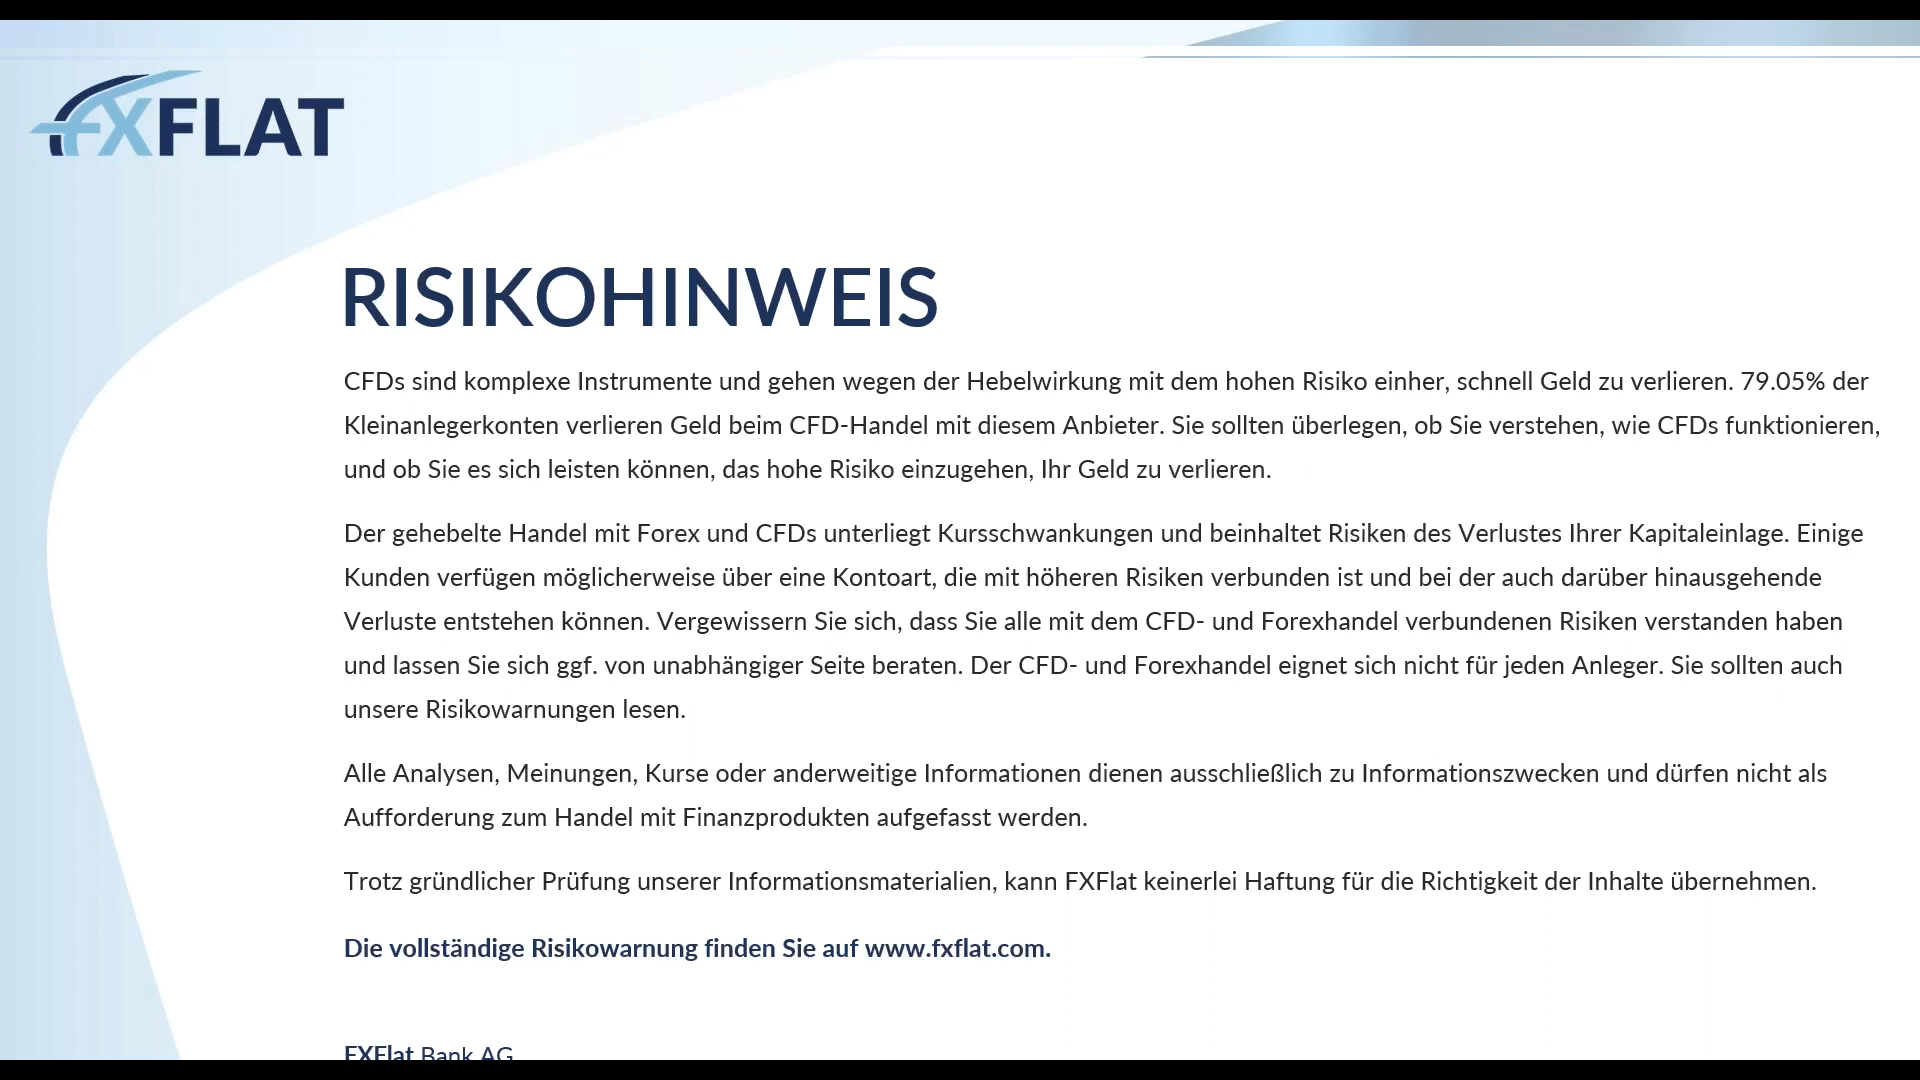 FXFLAT
RISIKOHINWEIS
CFDs sind komplexe Instrumente und gehen wegen der Hebelwirkung mit dem hohen Risiko einher, schnell Geld zu verlieren. 79.05% der
Kleinanlegerkonten verlieren Geld beim CFD-Handel mit diesem Anbieter. Sie sollten überlegen, ob Sie verstehen, wie CFDs funktionieren,
und ob Sie es sich leisten können, das hohe Risiko einzugehen, Ihr Geld zu verlieren.
Der gehebelte Handel mit Forex und CFDs unterliegt Kursschwankungen und beinhaltet Risiken des Verlustes Ihrer Kapitaleinlage. Einige
Kunden verfügen möglicherweise über eine Kontoart, die mit höheren Risiken verbunden ist und bei der auch darüber hinausgehende
Verluste entstehen können. Vergewissern Sie sich, dass Sie alle mit dem CFD- und Forexhandel verbundenen Risiken verstanden haben
und lassen Sie sich ggf. von unabhängiger Seite beraten. Der CFD- und Forexhandel eignet sich nicht für jeden Anleger. Sie sollten auch
unsere Risikowarnungen lesen.
Alle Analysen, Meinungen, Kurse oder anderweitige Informationen dienen ausschließlich zu Informationszwecken und dürfen nicht als
Aufforderung zum Handel mit Finanzprodukten aufgefasst werden.
Trotz gründlicher Prüfung unserer Informationsmaterialien, kann FXFlat keinerlei Haftung für die Richtigkeit der Inhalte übernehmen.
Die vollständige Risikowarnung finden Sie auf www.fxflat.com.
FXFlat Bank AG